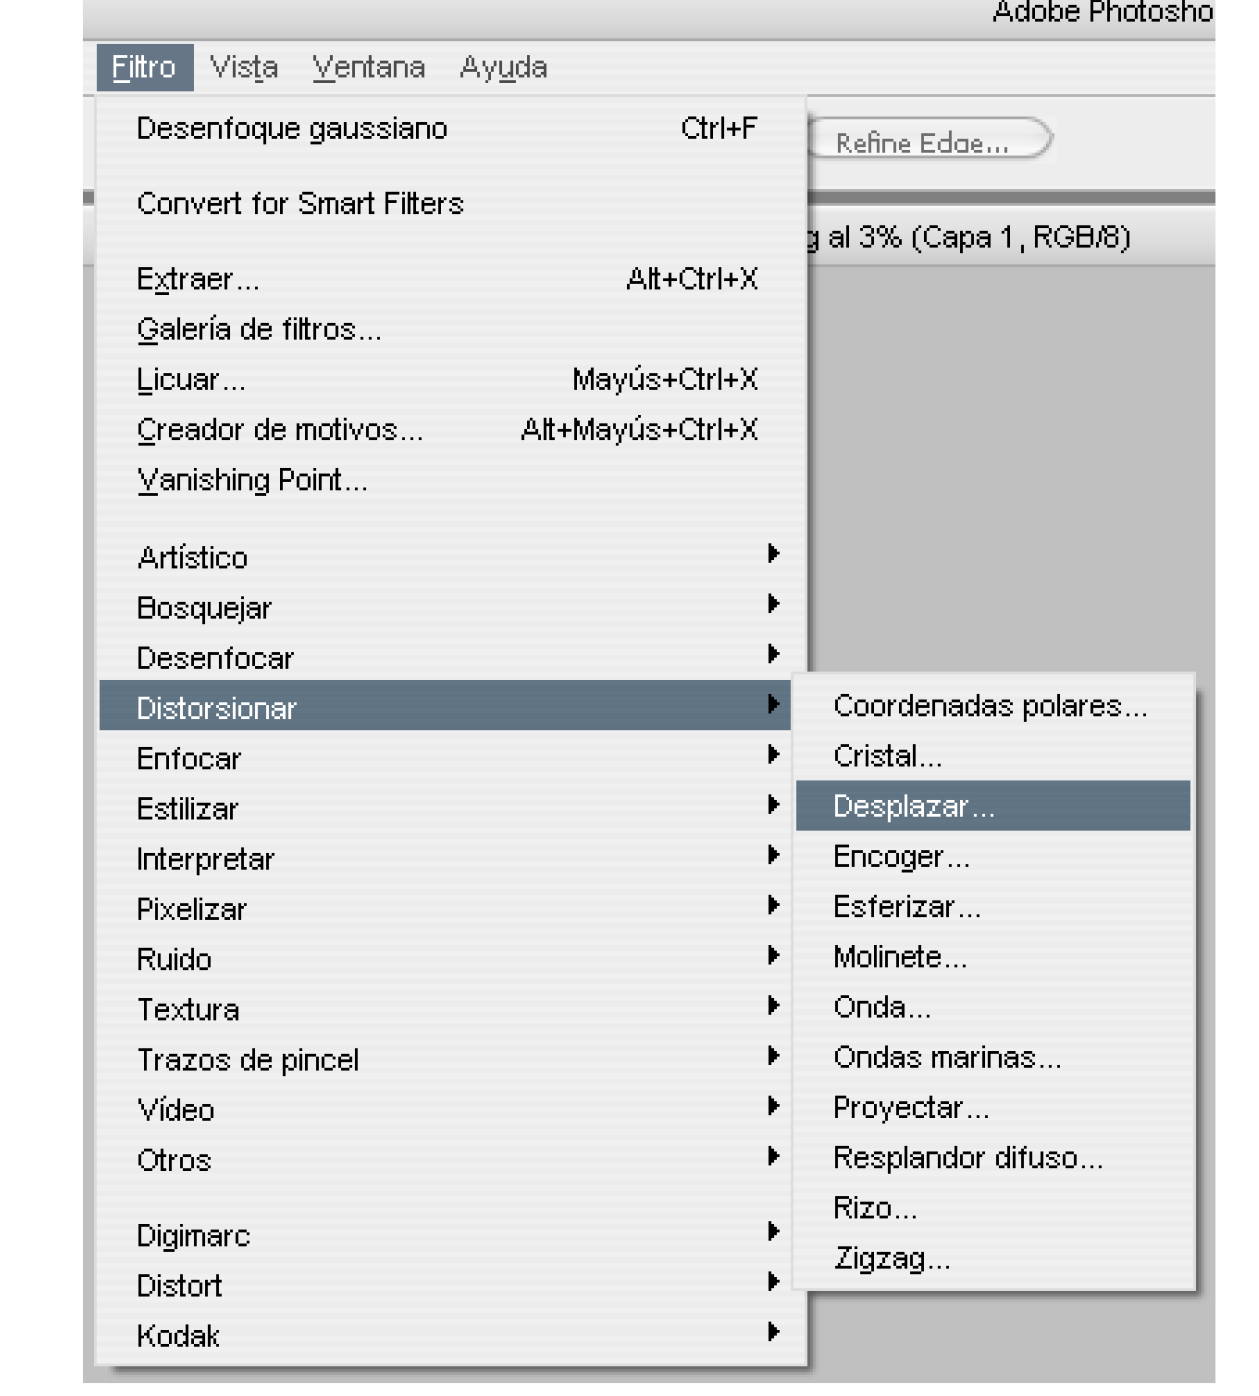 Adobe Photosho
Filtro Vista Ventana Ayuda
Desenfoque gaussiano Ctrl+F
Refine Edge...
Convert for Smart Filters
g al 3% (Capa 1, RGB/8)
Extraer... Alt+Ctrl+X
Galería de filtros...
Licuar... Mayús+Ctrl+X
Creador de motivos... Alt+Mayús+Ctrl+X
Vanishing Point...
Artístico
Bosquejar
Desenfocar
Distorsionar
Enfocar
Estilizar
Interpretar
Pixelizar
Ruido
Textura
Trazos de pincel
Vídeo
Otros
Digimarc
Distort
Kodak
Coordenadas polares...
Cristal...
Desplazar...
Encoger...
Esferizar...
Molinete...
Onda...
Ondas marinas...
Proyectar...
Resplandor difuso...
Rizo...
Zigzag...